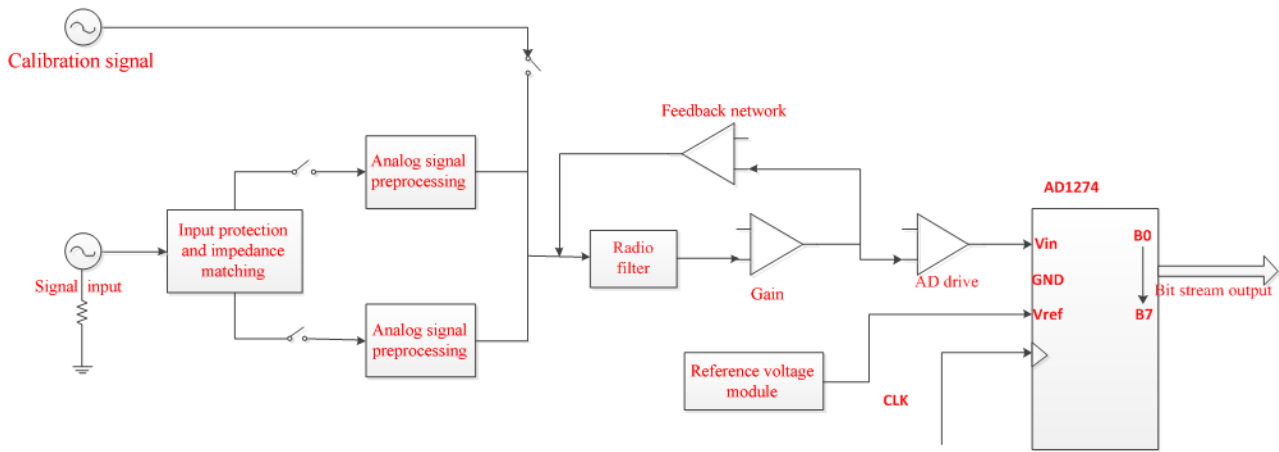 Calibration signal
Feedback network
Analog signal
preprocessing
AD1274
Input protection
and impedance
matching
Radio
filter
Vin
B0
Signal input
Gain
AD drive
GND
Bit stream output
Vref
B7
Analog signal
preprocessing
Reference voltage
module
CLK